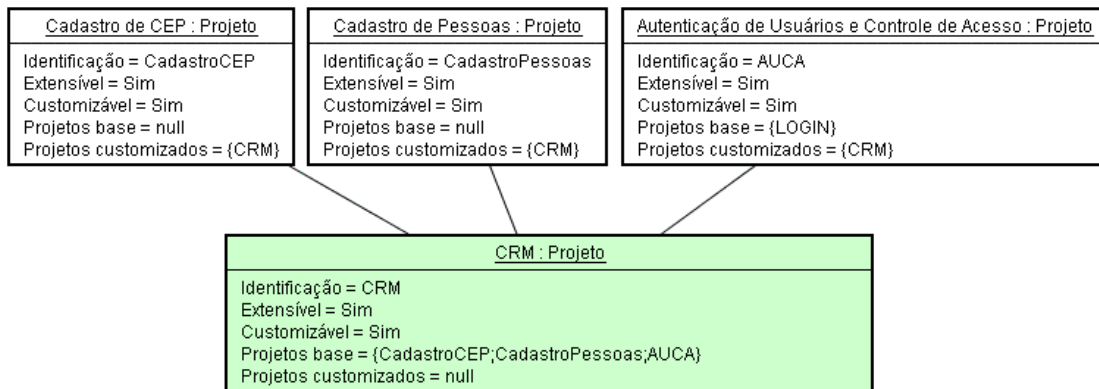 Cadastro de CEP : Projeto
Identificação = CadastroCEP
Extensível = Sim
Customizável = Sim
Projetos base = null
Projetos customizados = {CRM}
Cadastro de Pessoas : Projeto
Identificação = CadastroPessoas
Extensível = Sim
Customizável = Sim
Projetos base = null
Projetos customizados = {CRM}
Autenticação de Usuários e Controle de Acesso : Projeto
Identificação = AUCA
Extensível = Sim
Customizável = Sim
Projetos base = {LOGIN}
Projetos customizados = {CRM}
CRM : Projeto
Identificação = CRM
Extensível = Sim
Customizável = Sim
Projetos base = {CadastroCEP;CadastroPessoas;AUCA}
Projetos customizados = null